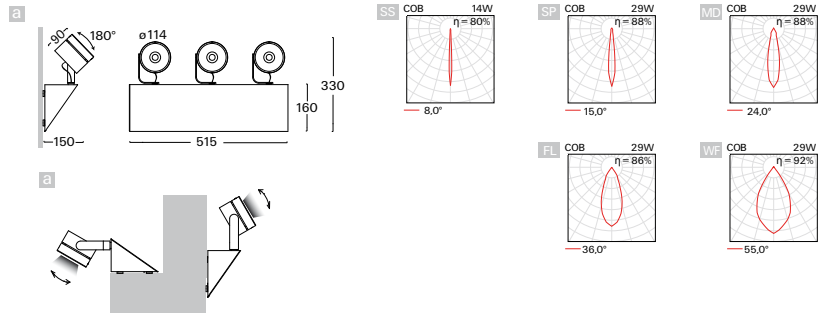 a
90
180°
ø114
330
160
150
515
a
SS COB 14W
η = 80%
8,0°
SP COB 29W
η = 88%
15,0°
MD COB 29W
η = 88%
24,0°
FL COB 29W
η = 86%
36,0°
WF COB 29W
η = 92%
55,0°